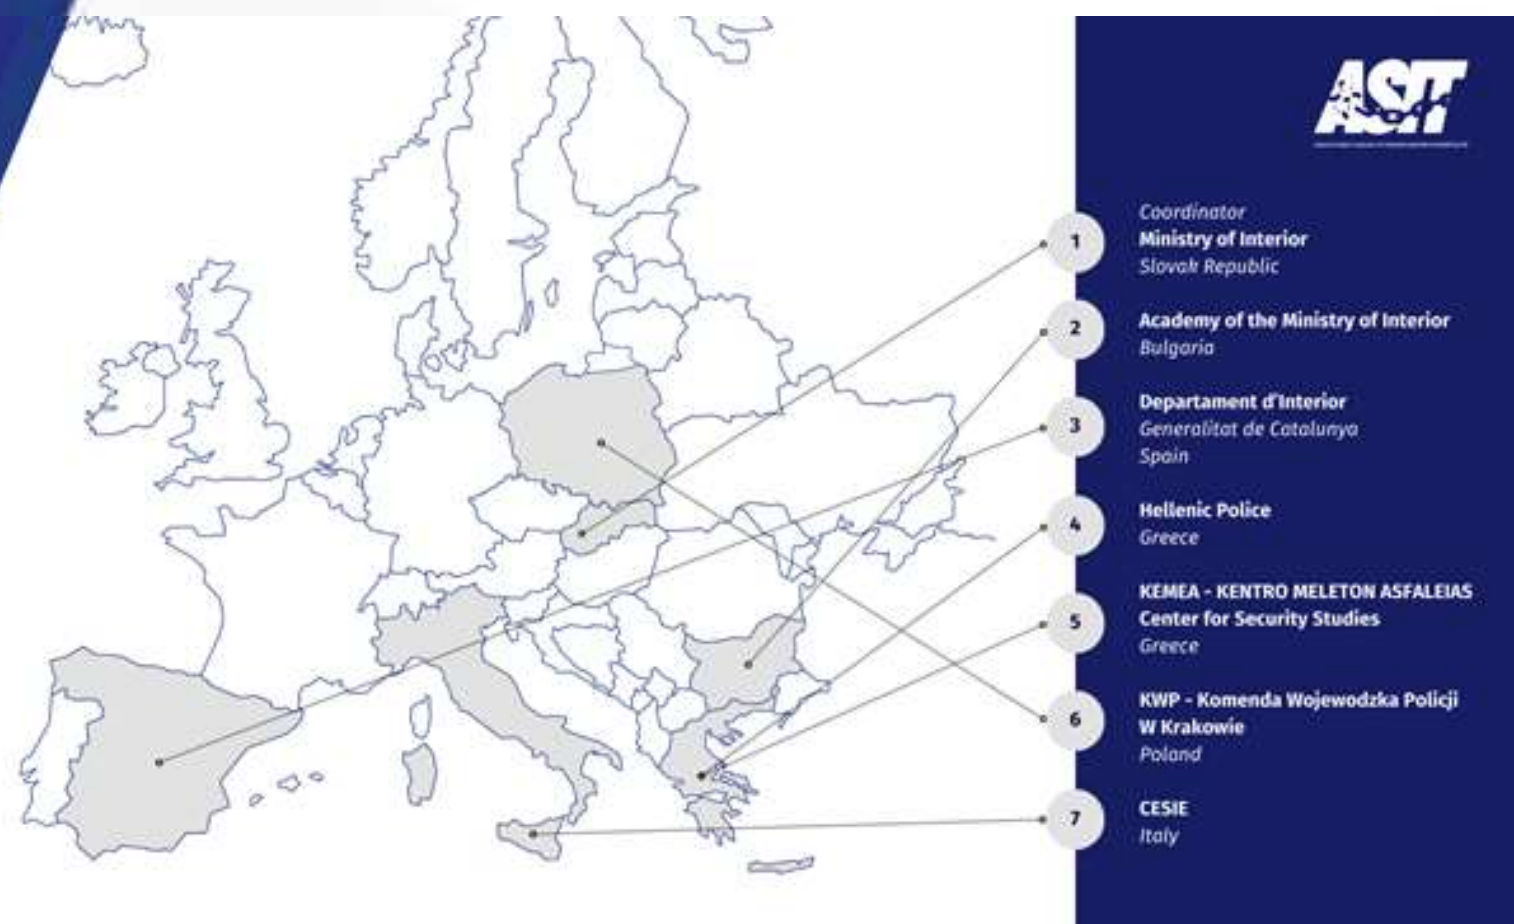 ASIT
1
Coordinator
Ministry of Interior
Slovak Republic
2
Academy of the Ministry of Interior
Bulgaria
3
Departament d'Interior
Generalitat de Catalunya
Spain
4
Hellenic Police
Greece
5
KEMEA - KENTRO MELETON ASFALEIAS
Center for Security Studies
Greece
6
KWP - Komenda Wojewodzka Policji
W Krakowie
Poland
7
CESIE
Italy